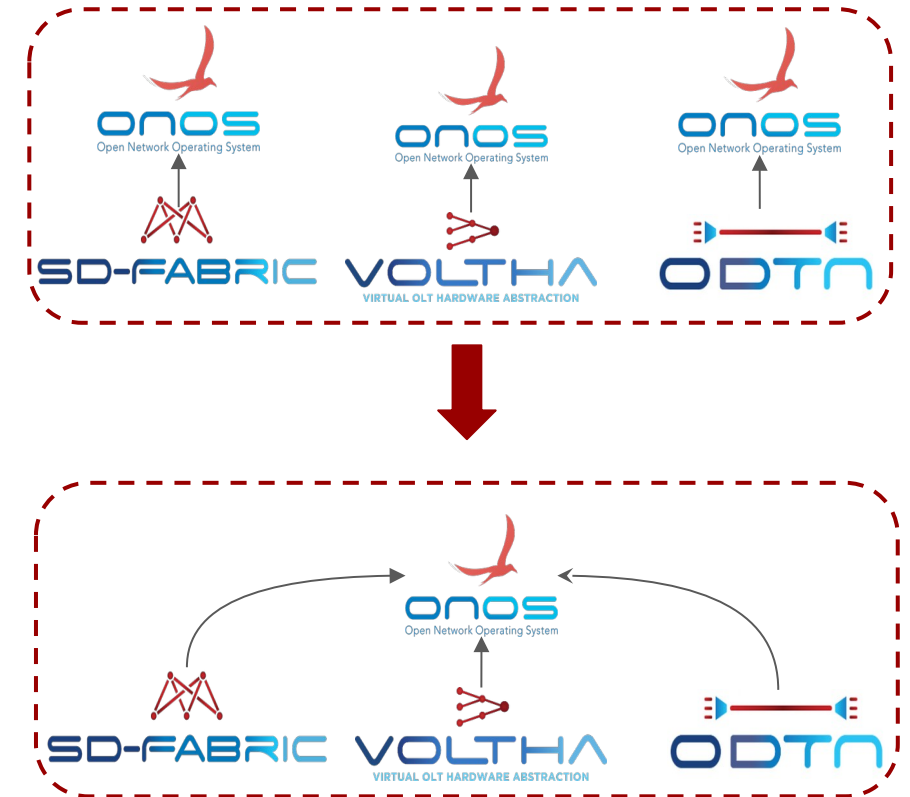 ONOS
Open Network Operating System
ONOS
Open Network Operating System
ONOS
Open Network Operating System
SD-FABRIC
VOLTHA
VIRTUAL OLT HARDWARE ABSTRACTION
ODTN
ONOS
Open Network Operating System
SD-FABRIC
VOLTHA
VIRTUAL OLT HARDWARE ABSTRACTION
ODTN